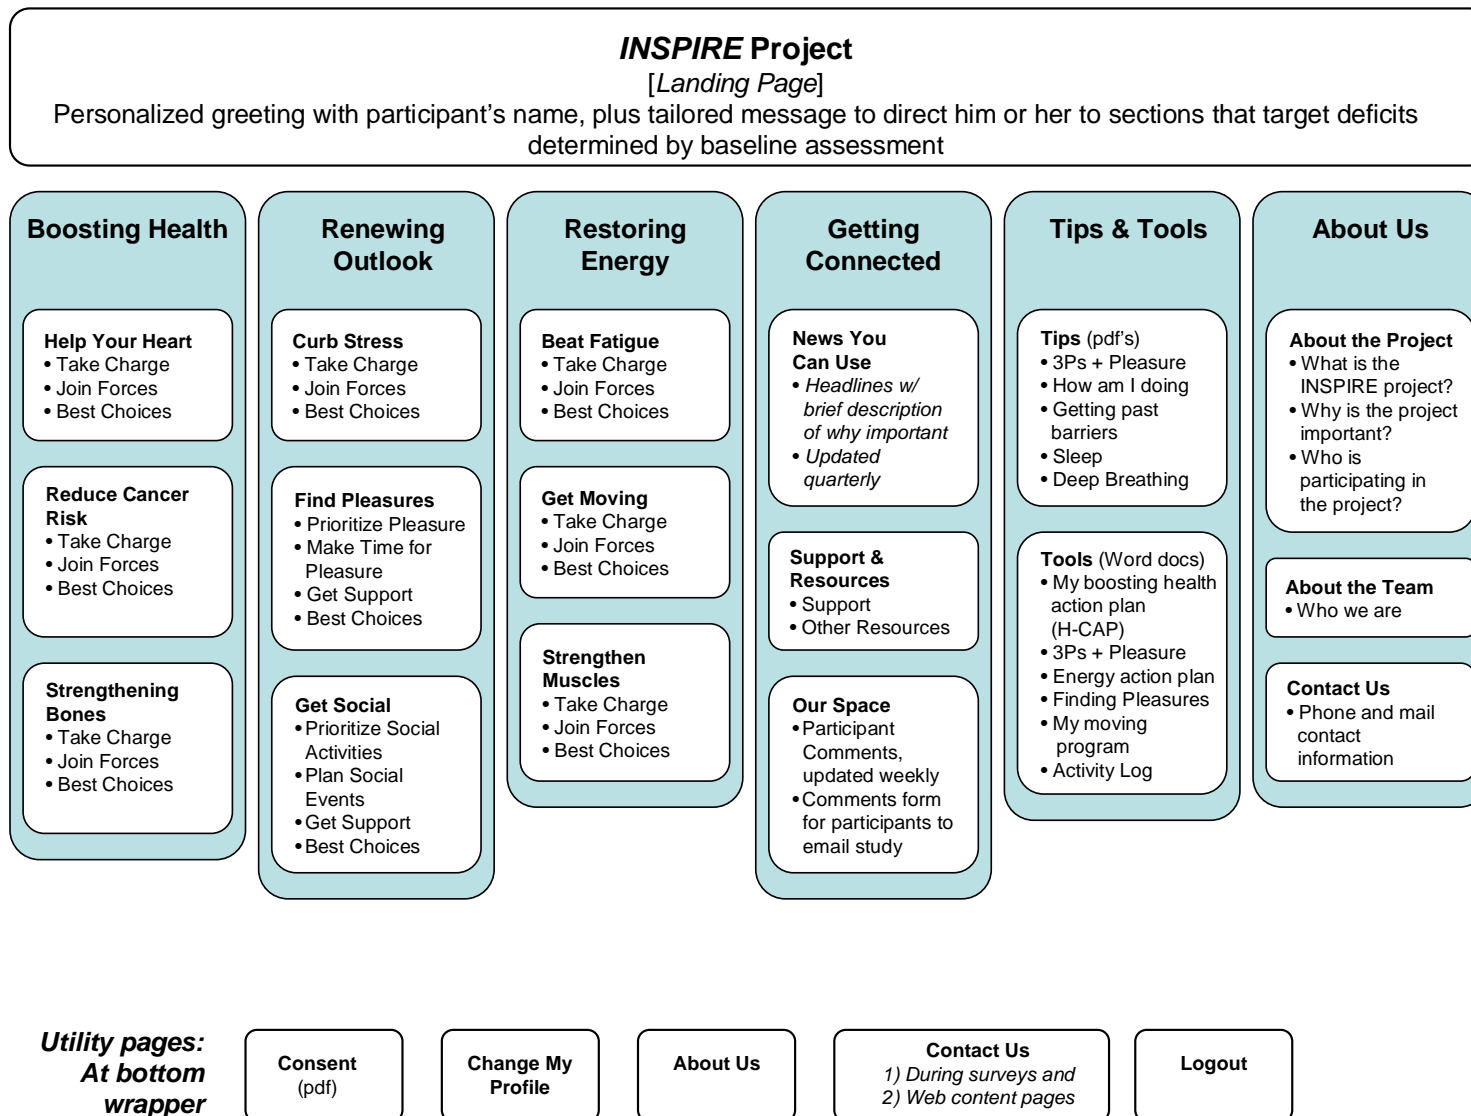 INSPIRE Project
[Landing Page]
Personalized greeting with participant's name, plus tailored message to direct him or her to sections that target deficits
determined by baseline assessment
Boosting Health
Help Your Heart
• Take Charge
• Join Forces
• Best Choices
Reduce Cancer
Risk
• Take Charge
• Join Forces
• Best Choices
Strengthening
Bones
• Take Charge
• Join Forces
• Best Choices
Renewing
Outlook
Curb Stress
• Take Charge
• Join Forces
• Best Choices
Find Pleasures
• Prioritize Pleasure
• Make Time for
Pleasure
• Get Support
• Best Choices
Get Social
• Prioritize Social
Activities
• Plan Social
Events
• Get Support
• Best Choices
Restoring
Energy
Beat Fatigue
• Take Charge
• Join Forces
• Best Choices
Get Moving
• Take Charge
• Join Forces
• Best Choices
Strengthen
Muscles
• Take Charge
• Join Forces
• Best Choices
Getting
Connected
News You
Can Use
• Headlines w/
brief description
of why important
• Updated
quarterly
Support &
Resources
• Support
• Other Resources
Our Space
• Participant
Comments,
updated weekly
• Comments form
for participants to
email study
Tips & Tools
Tips (pdf's)
• 3Ps + Pleasure
• How am I doing
• Getting past
barriers
• Sleep
• Deep Breathing
Tools (Word docs)
• My boosting health
action plan
(H-CAP)
• 3Ps + Pleasure
• Energy action plan
• Finding Pleasures
• My moving
program
• Activity Log
About Us
About the Project
• What is the
INSPIRE project?
• Why is the project
important?
• Who is
participating in
the project?
About the Team
• Who we are
Contact Us
• Phone and mail
contact
information
Utility pages:
At bottom
wrapper
Consent
(pdf)
Change My
Profile
About Us
Contact Us
1) During surveys and
2) Web content pages
Logout